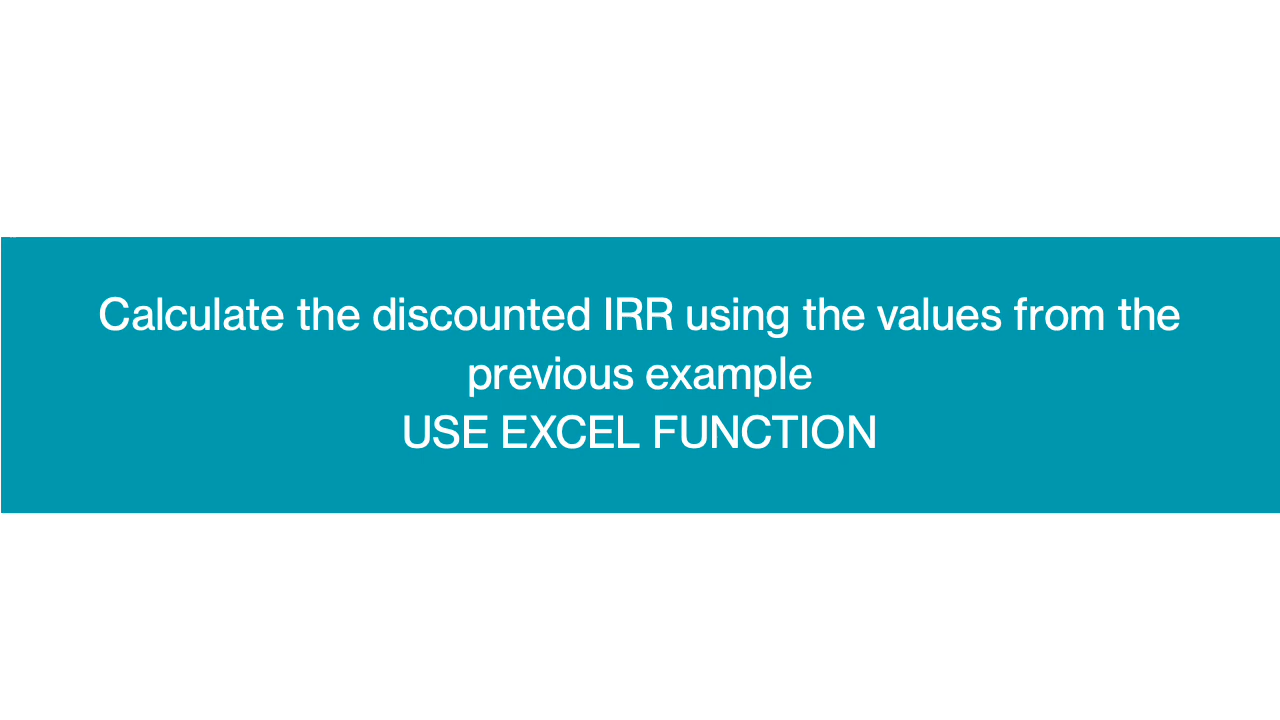 Calculate the discounted IRR using the values from the
previous example
USE EXCEL FUNCTION